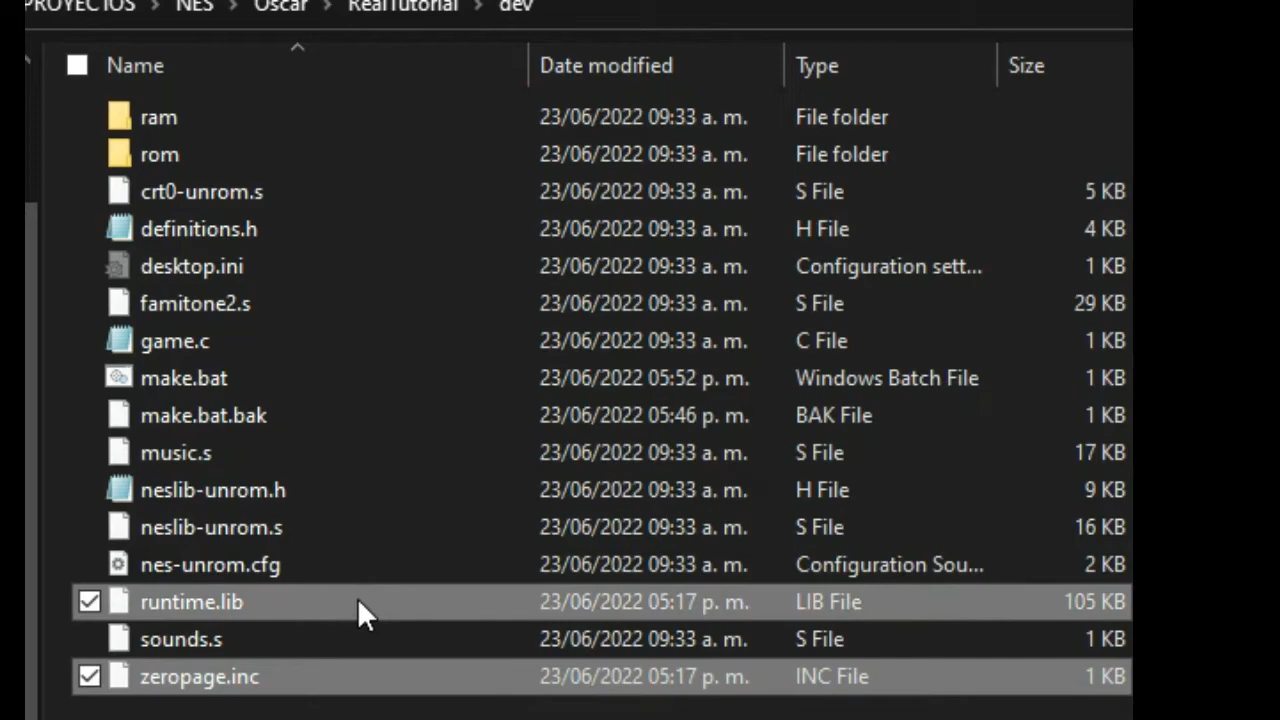 PROYECTOS > NES > Oscar > RealTutorial > dev
Name Date modified Type Size
ram 23/06/2022 09:33 a. m. File folder
rom 23/06/2022 09:33 a. m. File folder
crt0-unrom.s 23/06/2022 09:33 a. m. S File 5 KB
definitions.h 23/06/2022 09:33 a. m. H File 4 KB
desktop.ini 23/06/2022 09:33 a. m. Configuration sett... 1 KB
famitone2.s 23/06/2022 09:33 a. m. S File 29 KB
game.c 23/06/2022 09:33 a. m. C File 1 KB
make.bat 23/06/2022 05:52 p. m. Windows Batch File 1 KB
make.bat.bak 23/06/2022 05:46 p. m. BAK File 1 KB
music.s 23/06/2022 09:33 a. m. S File 17 KB
neslib-unrom.h 23/06/2022 09:33 a. m. H File 9 KB
neslib-unrom.s 23/06/2022 09:33 a. m. S File 16 KB
nes-unrom.cfg 23/06/2022 09:33 a. m. Configuration Sou... 2 KB
runtime.lib 23/06/2022 05:17 p. m. LIB File 105 KB
sounds.s 23/06/2022 09:33 a. m. S File 1 KB
zeropage.inc 23/06/2022 05:17 p. m. INC File 1 KB